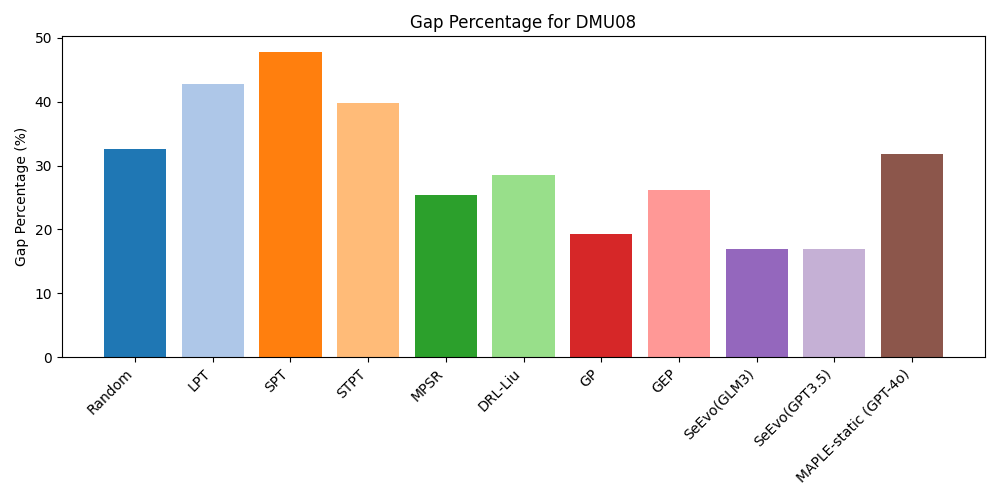 Gap Percentage for DMU08
Gap Percentage (%)
50
40
30
20
10
0
Random
LPT
SPT
STPT
MPSR
DRL-Liu
GP
GEP
SeEvo(GLM3)
SeEvo(GPT3.5)
MAPLE-static (GPT-4o)